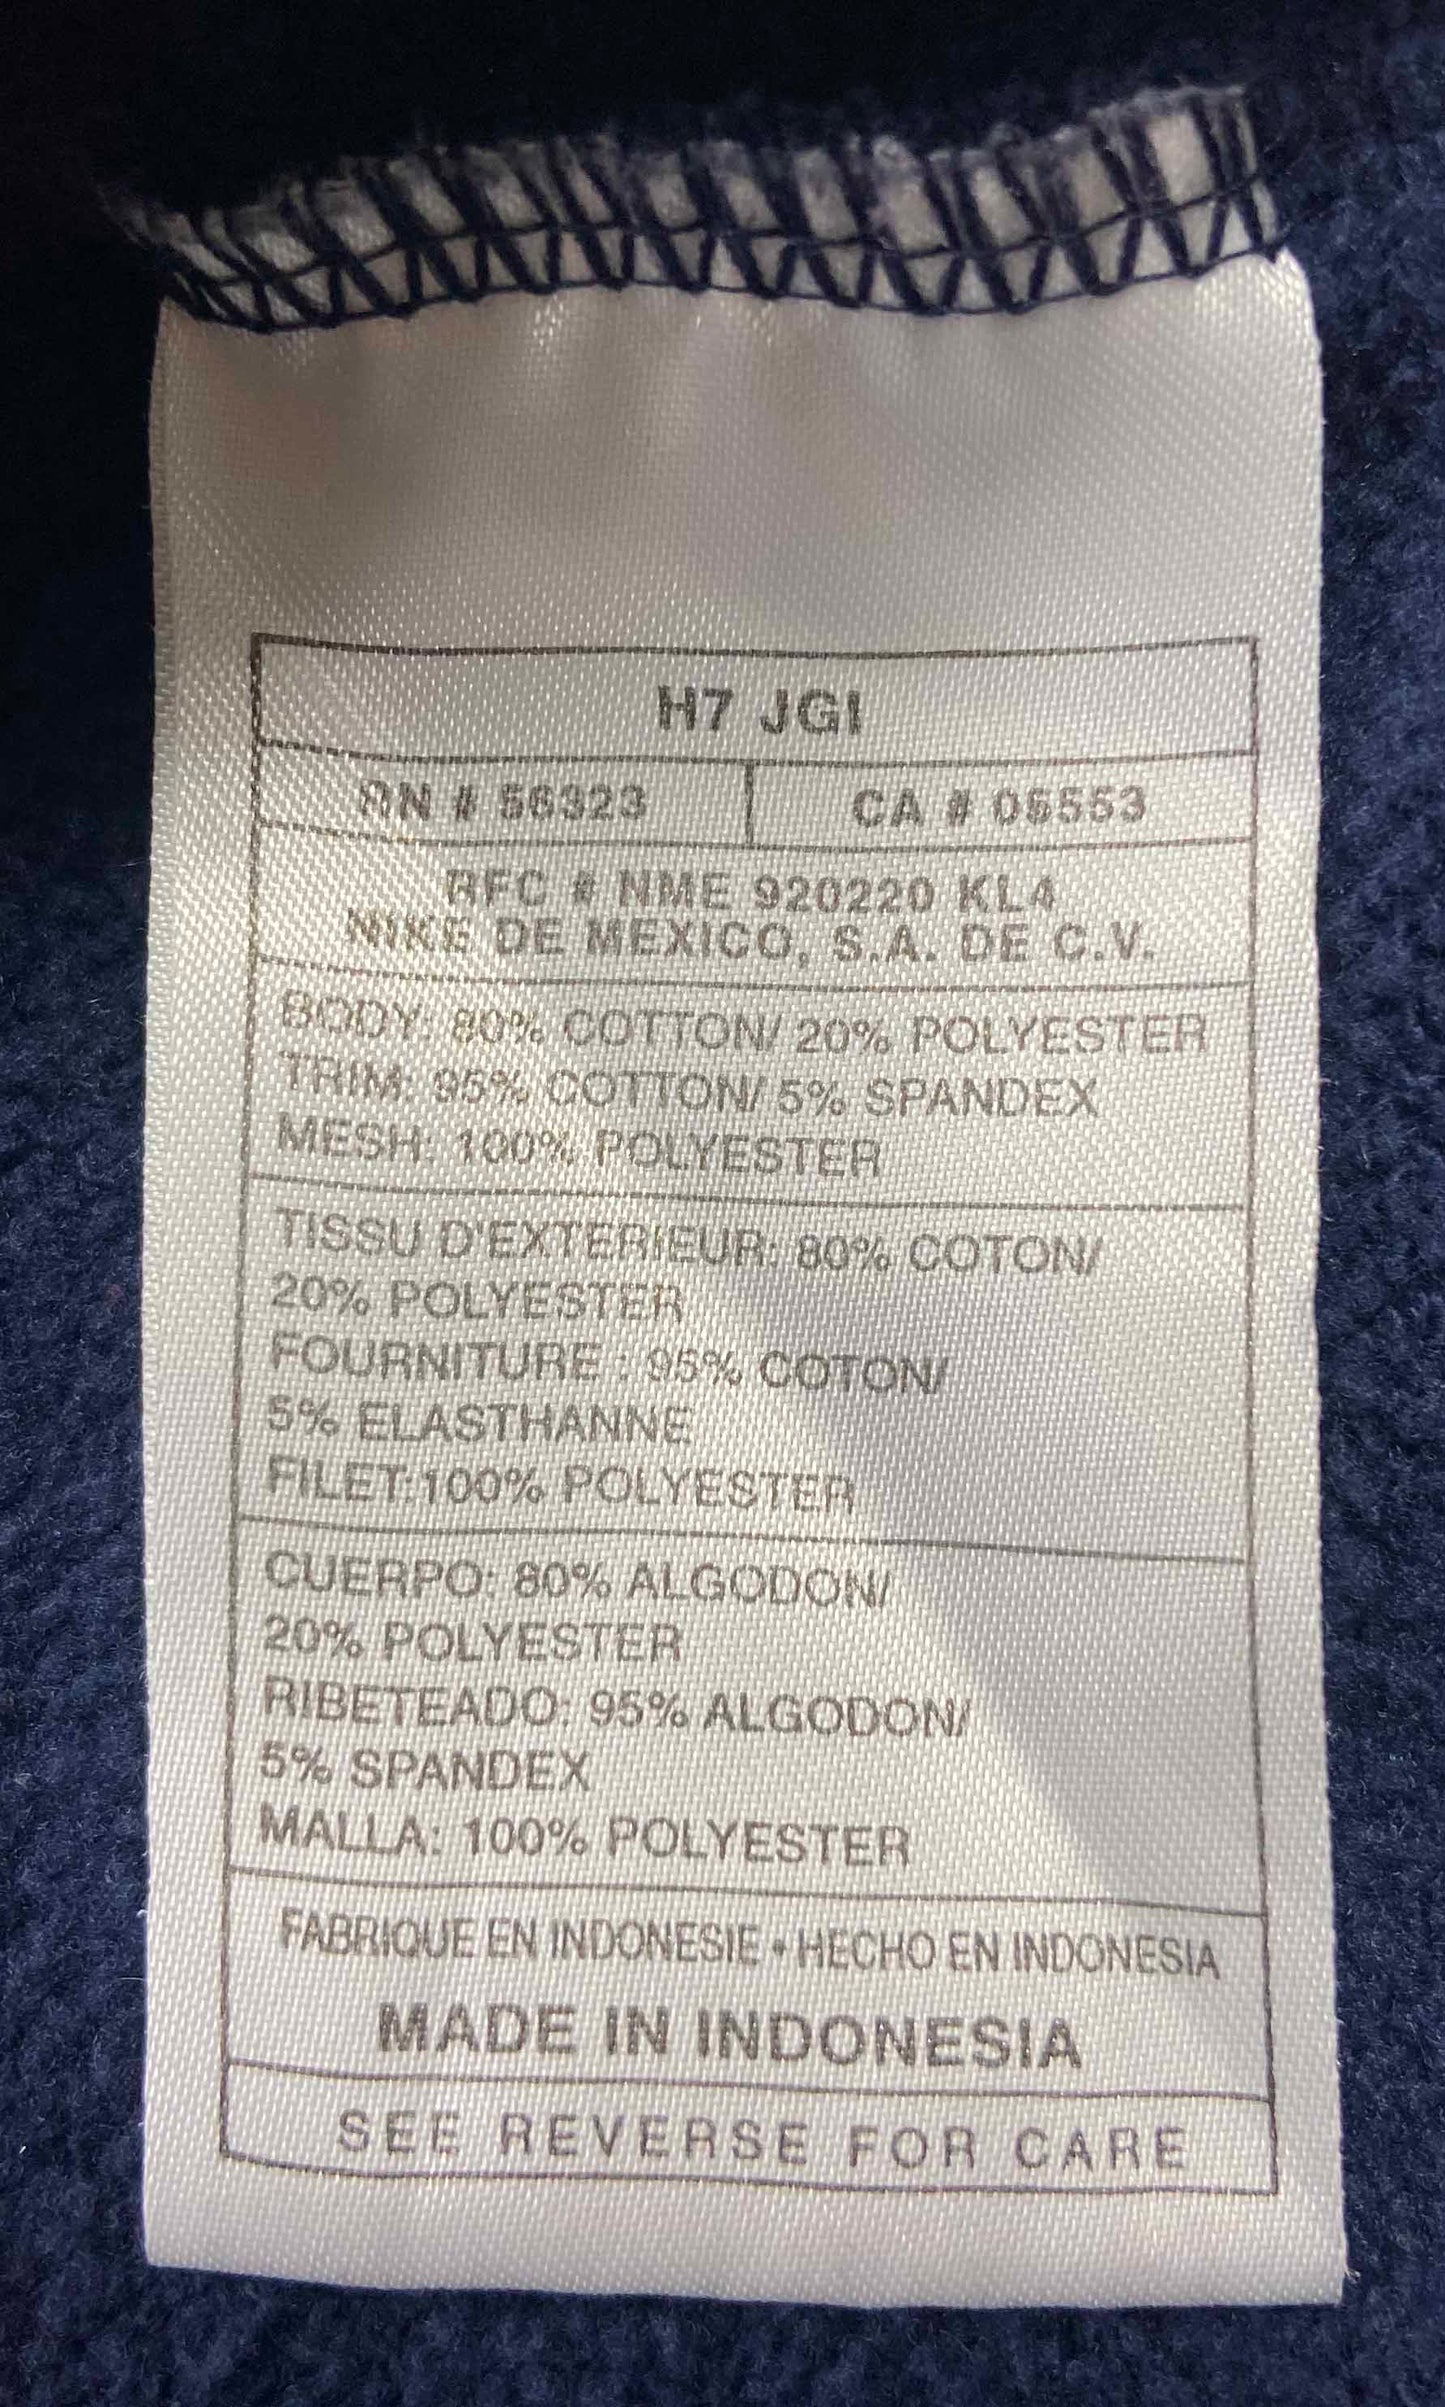 H7 JGI
RN # 56323 CA # 05553
RFC # NME 920220 KL4
NIKE DE MEXICO, S.A. DE C.V.
BODY: 80% COTTON/ 20% POLYESTER
TRIM: 95% COTTON/ 5% SPANDEX
MESH: 100% POLYESTER
TISSU D'EXTERIEUR: 80% COTON/
20% POLYESTER
FOURNITURE : 95% COTON/
5% ELASTHANNE
FILET:100% POLYESTER
CUERPO: 80% ALGODON/
20% POLYESTER
RIBETEADO: 95% ALGODON/
5% SPANDEX
MALLA: 100% POLYESTER
FABRIQUE EN INDONESIE • HECHO EN INDONESIA
MADE IN INDONESIA
SEE REVERSE FOR CARE